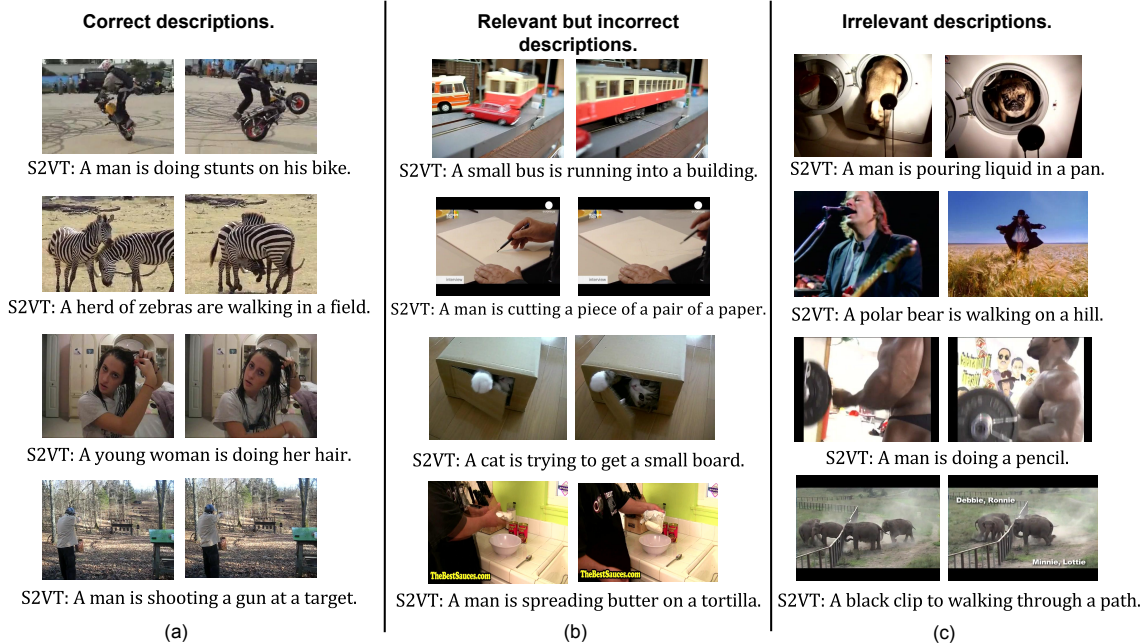 Correct descriptions.
S2VT: A man is doing stunts on his bike.
S2VT: A herd of zebras are walking in a field.
S2VT: A young woman is doing her hair.
S2VT: A man is shooting a gun at a target.
(a)
Relevant but incorrect
descriptions.
S2VT: A small bus is running into a building.
Interview
S2VT: A man is cutting a piece of a pair of a paper.
S2VT: A cat is trying to get a small board.
TheBestSauces.com
TheBestSauces.com
S2VT: A man is spreading butter on a tortilla.
(b)
Irrelevant descriptions.
S2VT: A man is pouring liquid in a pan.
S2VT: A polar bear is walking on a hill.
S2VT: A man is doing a pencil.
Debbie, Ronnie
Minnie, Lottie
S2VT: A black clip to walking through a path.
(c)